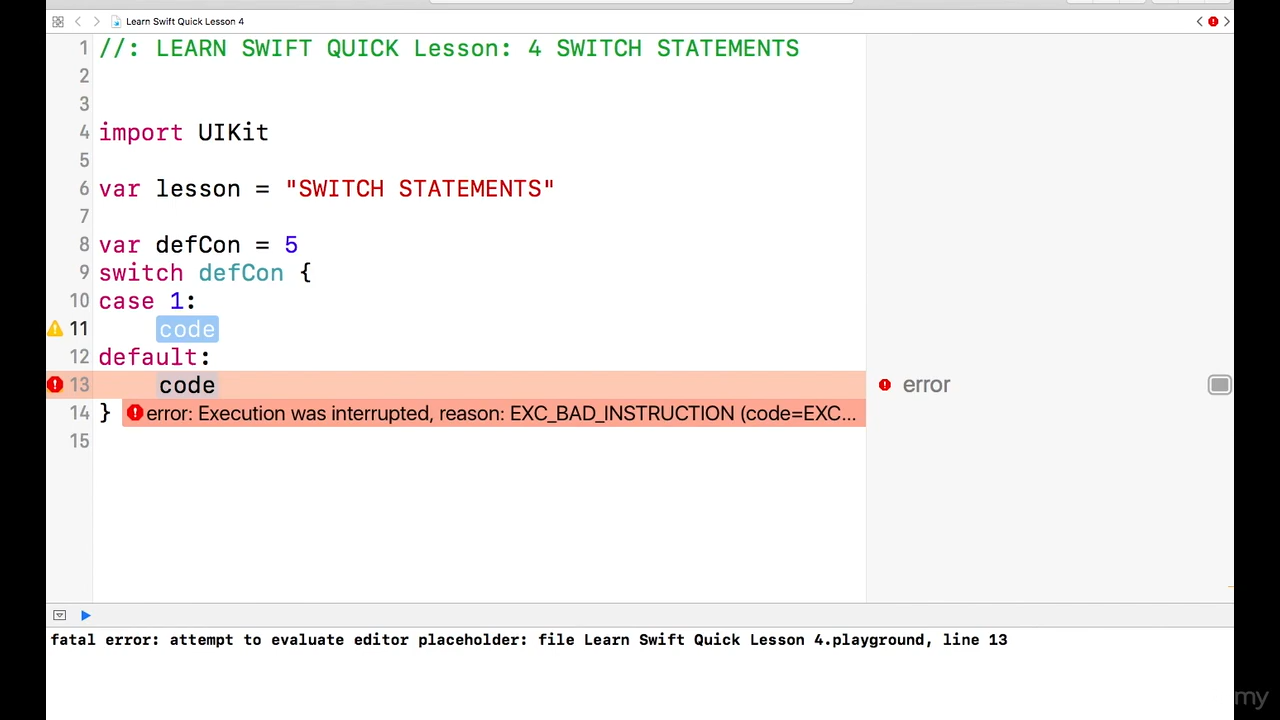 Learn Swift Quick Lesson 4
1 //: LEARN SWIFT QUICK Lesson: 4 SWITCH STATEMENTS
2
3
4 import UIKit
5
6 var lesson = "SWITCH STATEMENTS"
7
8 var defCon = 5
9 switch defCon {
10 case 1:
11 code
12 default:
13 code error
14 } error: Execution was interrupted, reason: EXC_BAD_INSTRUCTION (code=EXC...
15
fatal error: attempt to evaluate editor placeholder: file Learn Swift Quick Lesson 4.playground, line 13
my